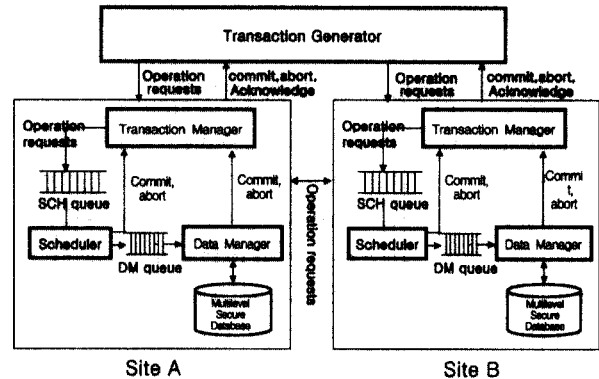 Transaction Generator
Operation
requests
commit,abort,
Acknowledge
Operation
requests
commit,abort,
Acknowledge
Operation
requests
Transaction Manager
SCH queue
Commit,
abort
Commit,
abort
Scheduler
DM queue
Data Manager
Multilevel
Secure
Database
Site A
Operation requests
Operation
requests
Transaction Manager
SCH queue
Commit,
abort
Commi
t,
abort
Scheduler
DM queue
Data Manager
Multilevel
Secure
Database
Site B